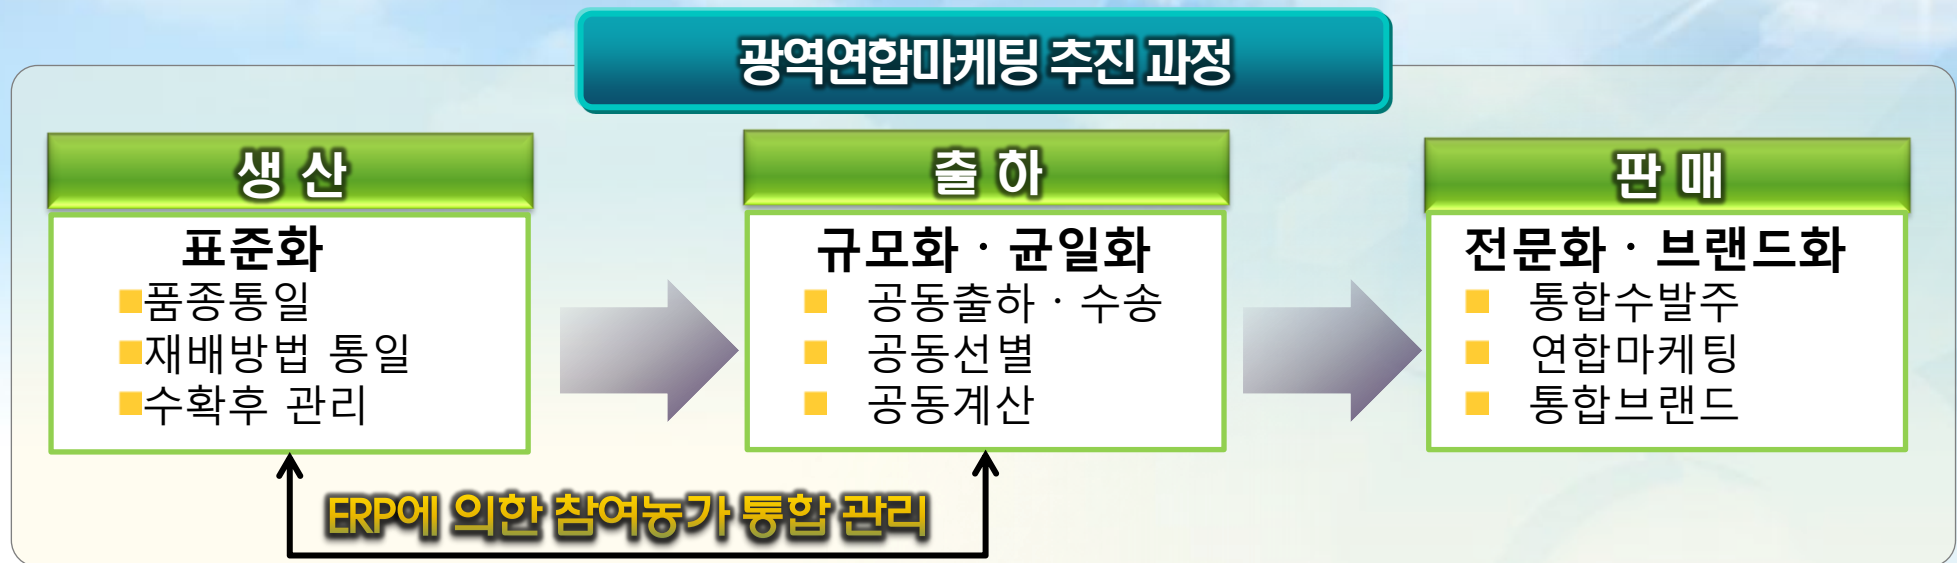 광역연합마케팅 추진 과정
생 산
표준화
■품종통일
■재배방법 통일
■수확후 관리
출 하
규모화 · 균일화
■ 공동출하 · 수송
■ 공동선별
■ 공동계산
판 매
전문화 · 브랜드화
■ 통합수발주
■ 연합마케팅
■ 통합브랜드
ERP에 의한 참여농가 통합 관리